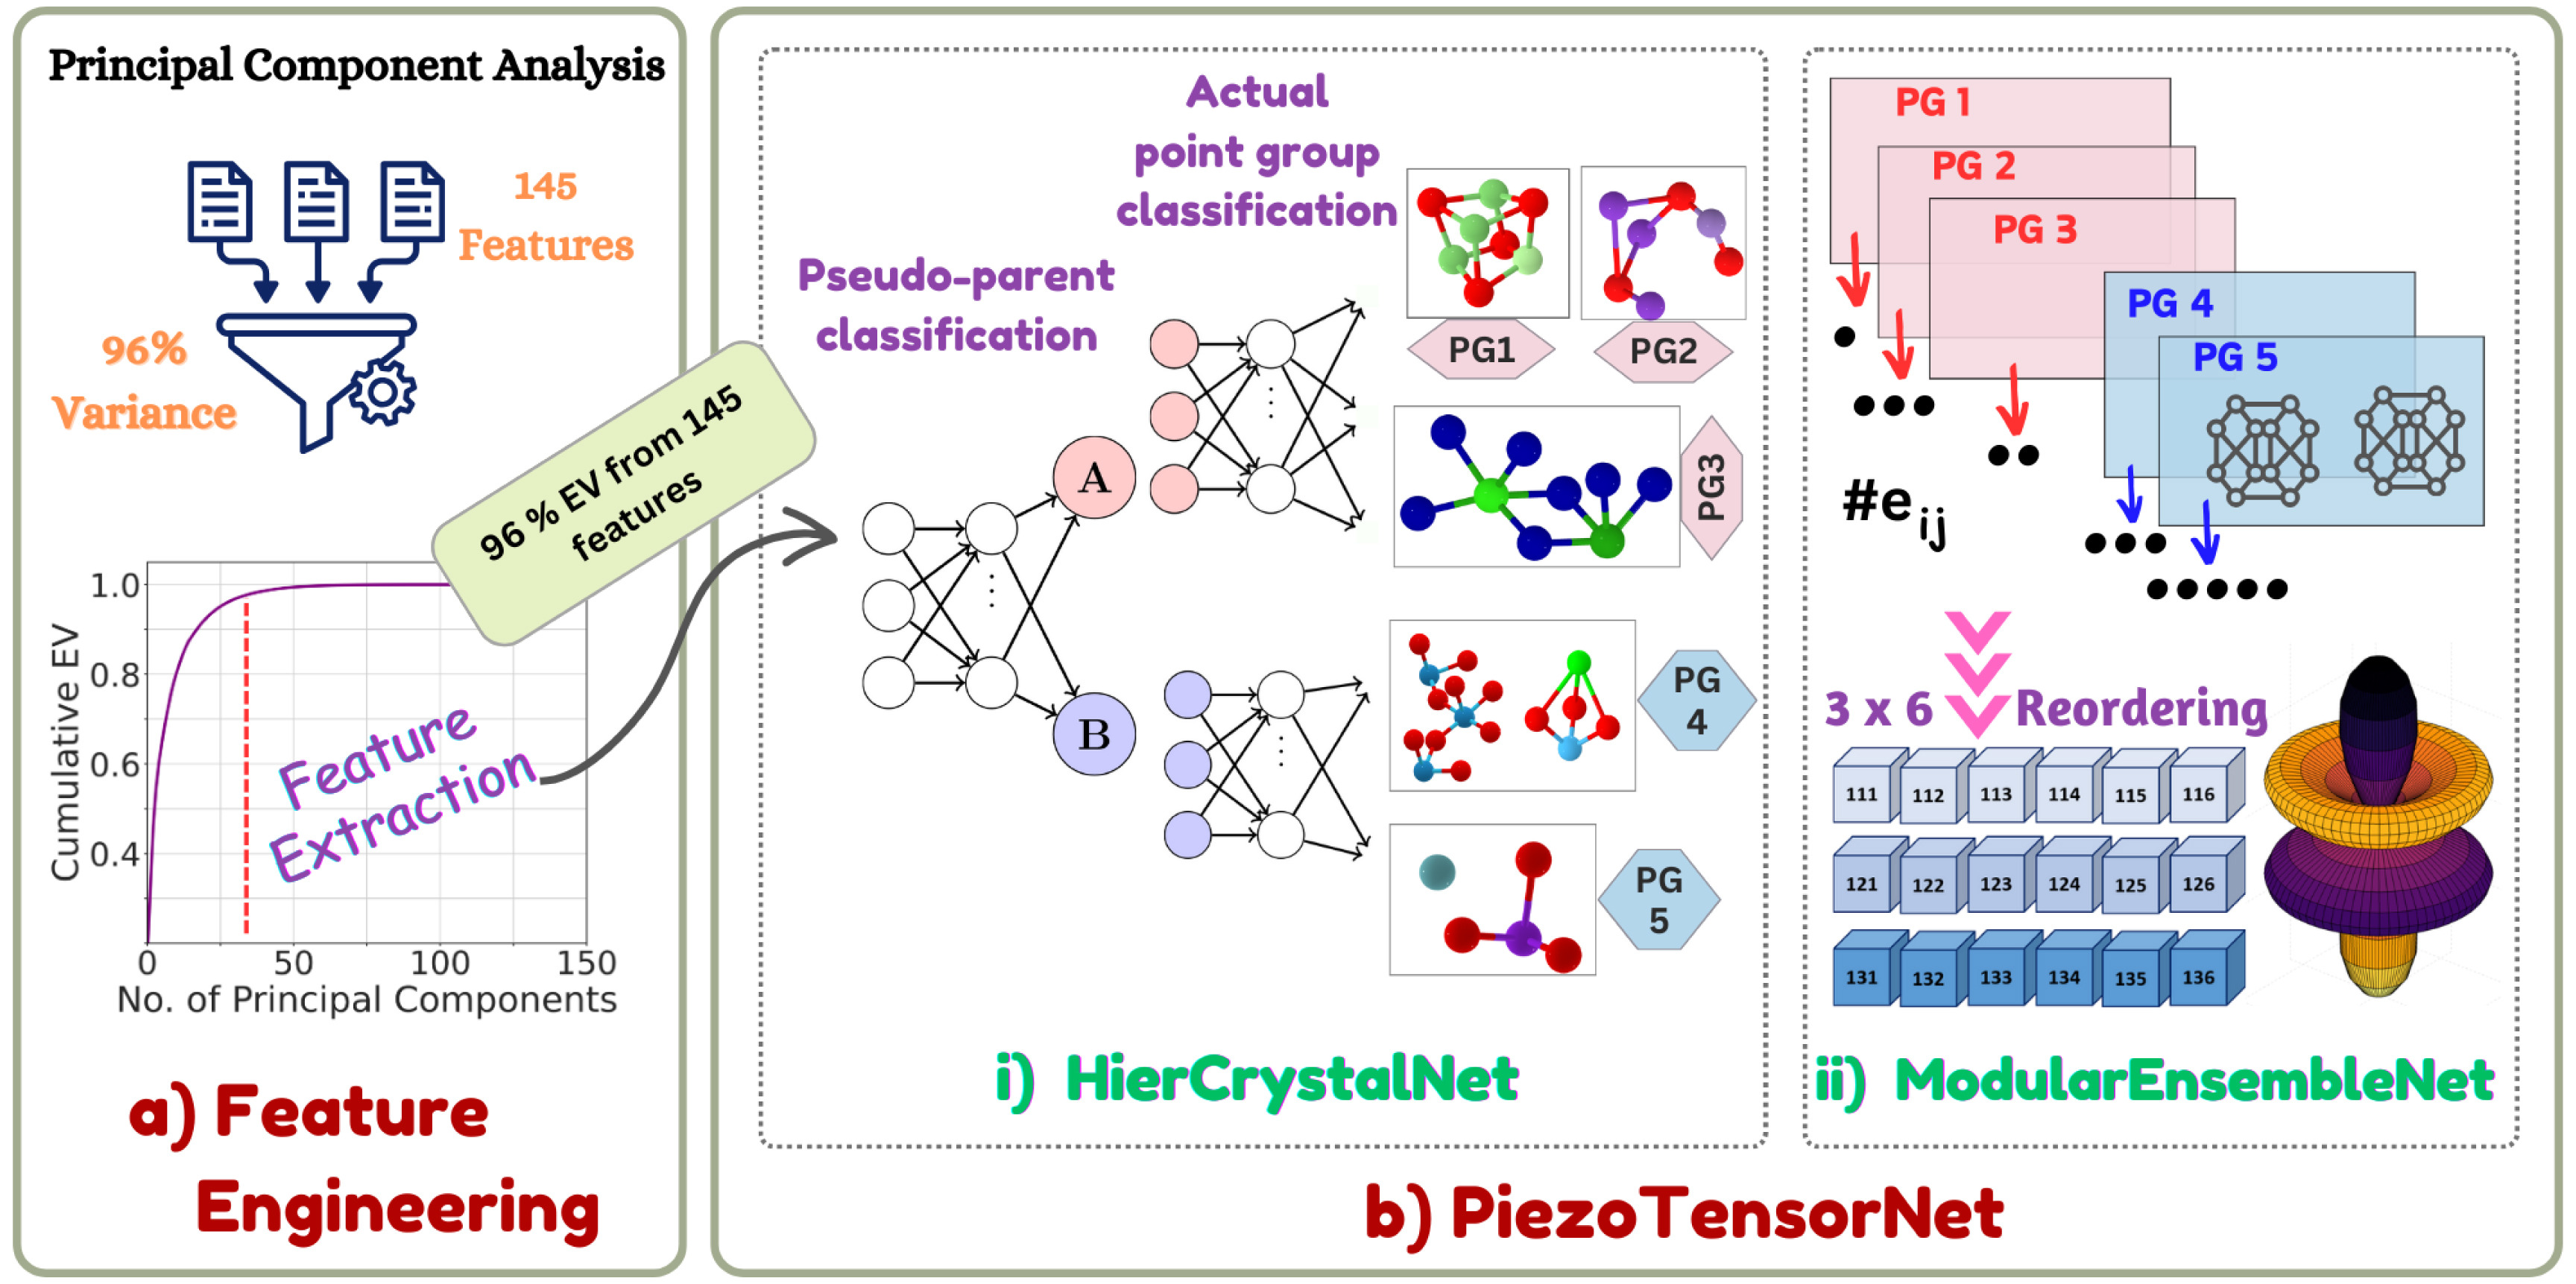 Principal Component Analysis
145
Features
96%
Variance
96 % EV from 145
features
Cumulative EV
1.0
0.8
0.6
0.4
0
50
100
150
No. of Principal Components
Feature
Extraction
a) Feature
Engineering
Pseudo-parent
classification
Actual
point group
classification
A
B
PG1
PG2
PG3
PG
4
PG
5
i) HierCrystalNet
PG 1
PG 2
PG 3
PG 4
PG 5
#e ij
3 x 6
Reordering
111 112 113 114 115 116
121 122 123 124 125 126
131 132 133 134 135 136
ii) ModularEnsembleNet
b) PiezoTensorNet